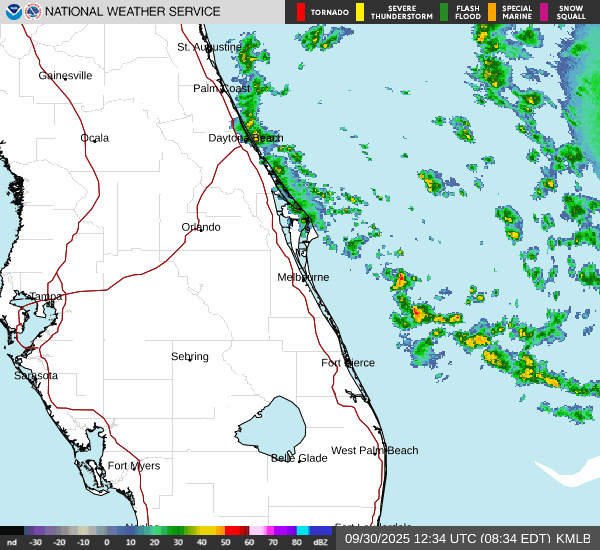 NATIONAL WEATHER SERVICE
TORNADO
SEVERE THUNDERSTORM
FLASH FLOOD
SPECIAL MARINE
SNOW SQUALL
St. Augustine
Gainesville
Palm Coast
Ocala
Daytona Beach
Orlando
Melbourne
Tampa
Sebring
Fort Pierce
Sarasota
West Palm Beach
Belle Glade
Fort Myers
nd -30 -20 -10 0 10 20 30 40 50 60 70 80 dBZ
09/30/2025 12:34 UTC (08:34 EDT) KMLB